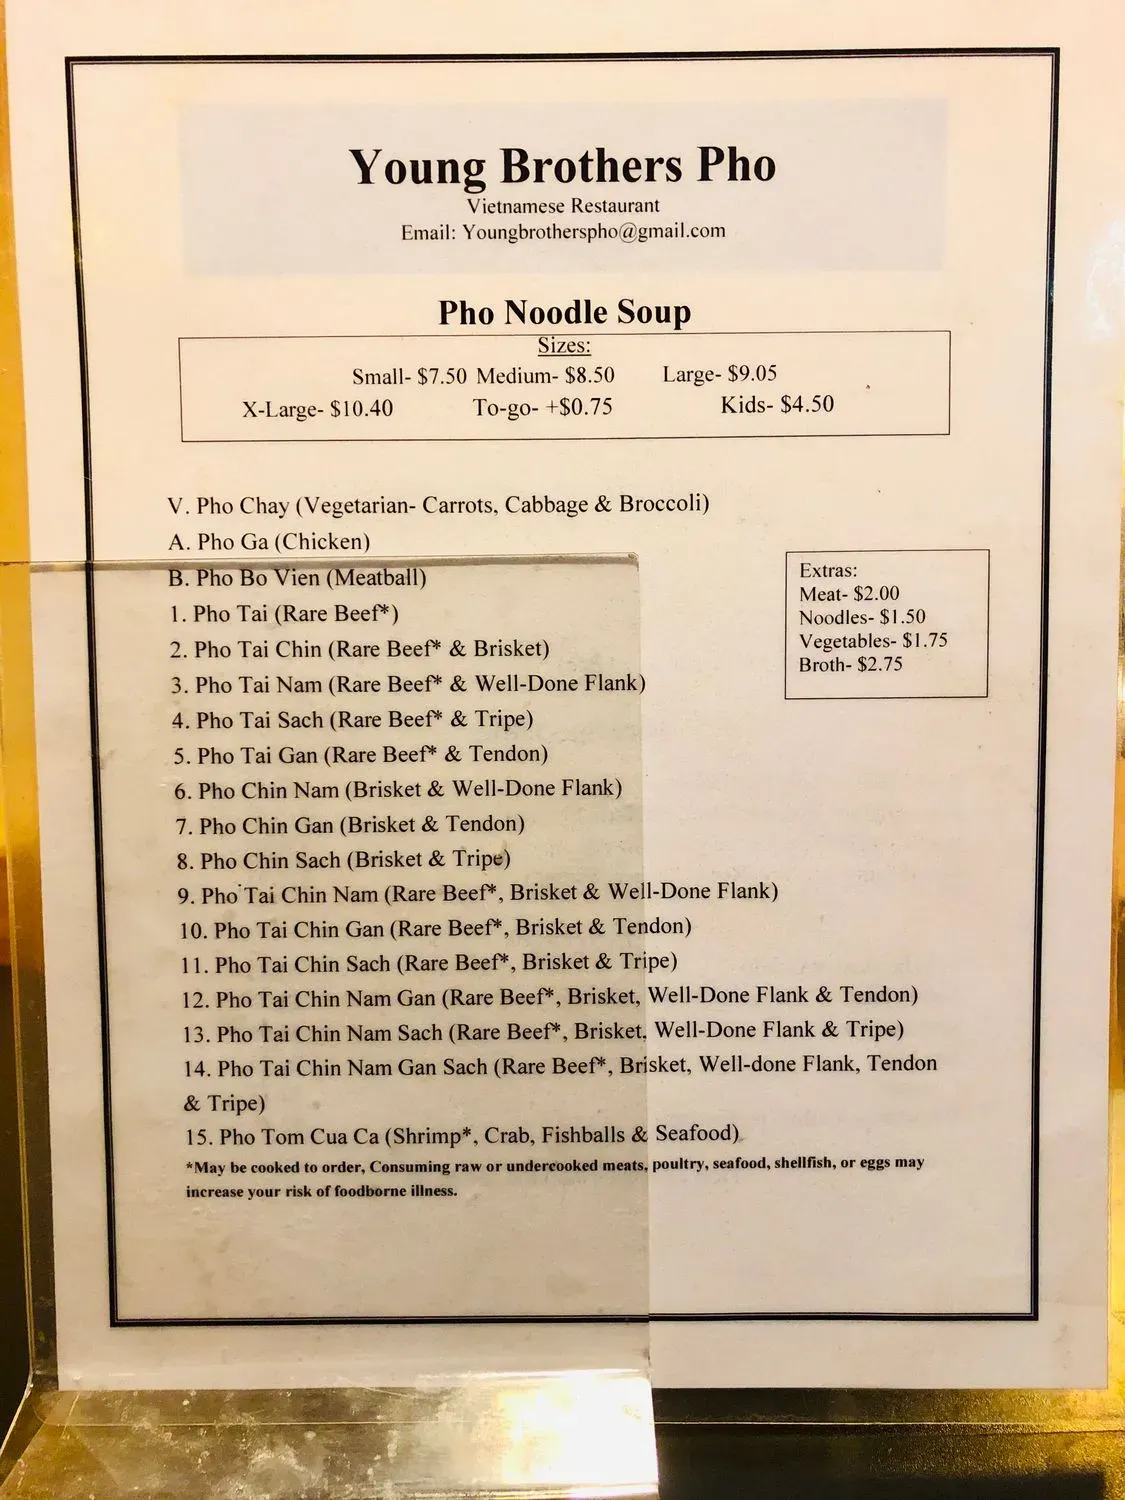 Young Brothers Pho
Vietnamese Restaurant
Email: Youngbrotherspho@gmail.com
Pho Noodle Soup
Sizes:
Small- $7.50 Medium- $8.50 Large- $9.05
X-Large- $10.40 To-go- +$0.75 Kids- $4.50
V. Pho Chay (Vegetarian- Carrots, Cabbage & Broccoli)
A. Pho Ga (Chicken)
B. Pho Bo Vien (Meatball)
1. Pho Tai (Rare Beef*)
2. Pho Tai Chin (Rare Beef* & Brisket)
3. Pho Tai Nam (Rare Beef* & Well-Done Flank)
4. Pho Tai Sach (Rare Beef* & Tripe)
5. Pho Tai Gan (Rare Beef* & Tendon)
6. Pho Chin Nam (Brisket & Well-Done Flank)
7. Pho Chin Gan (Brisket & Tendon)
8. Pho Chin Sach (Brisket & Tripe)
9. Pho Tai Chin Nam (Rare Beef*, Brisket & Well-Done Flank)
10. Pho Tai Chin Gan (Rare Beef*, Brisket & Tendon)
11. Pho Tai Chin Sach (Rare Beef*, Brisket & Tripe)
12. Pho Tai Chin Nam Gan (Rare Beef*, Brisket, Well-Done Flank & Tendon)
13. Pho Tai Chin Nam Sach (Rare Beef*, Brisket, Well-Done Flank & Tripe)
14. Pho Tai Chin Nam Gan Sach (Rare Beef*, Brisket, Well-done Flank, Tendon
& Tripe)
15. Pho Tom Cua Ca (Shrimp*, Crab, Fishballs & Seafood)
*May be cooked to order, Consuming raw or undercooked meats, poultry, seafood, shellfish, or eggs may
increase your risk of foodborne illness.
Extras:
Meat- $2.00
Noodles- $1.50
Vegetables- $1.75
Broth- $2.75